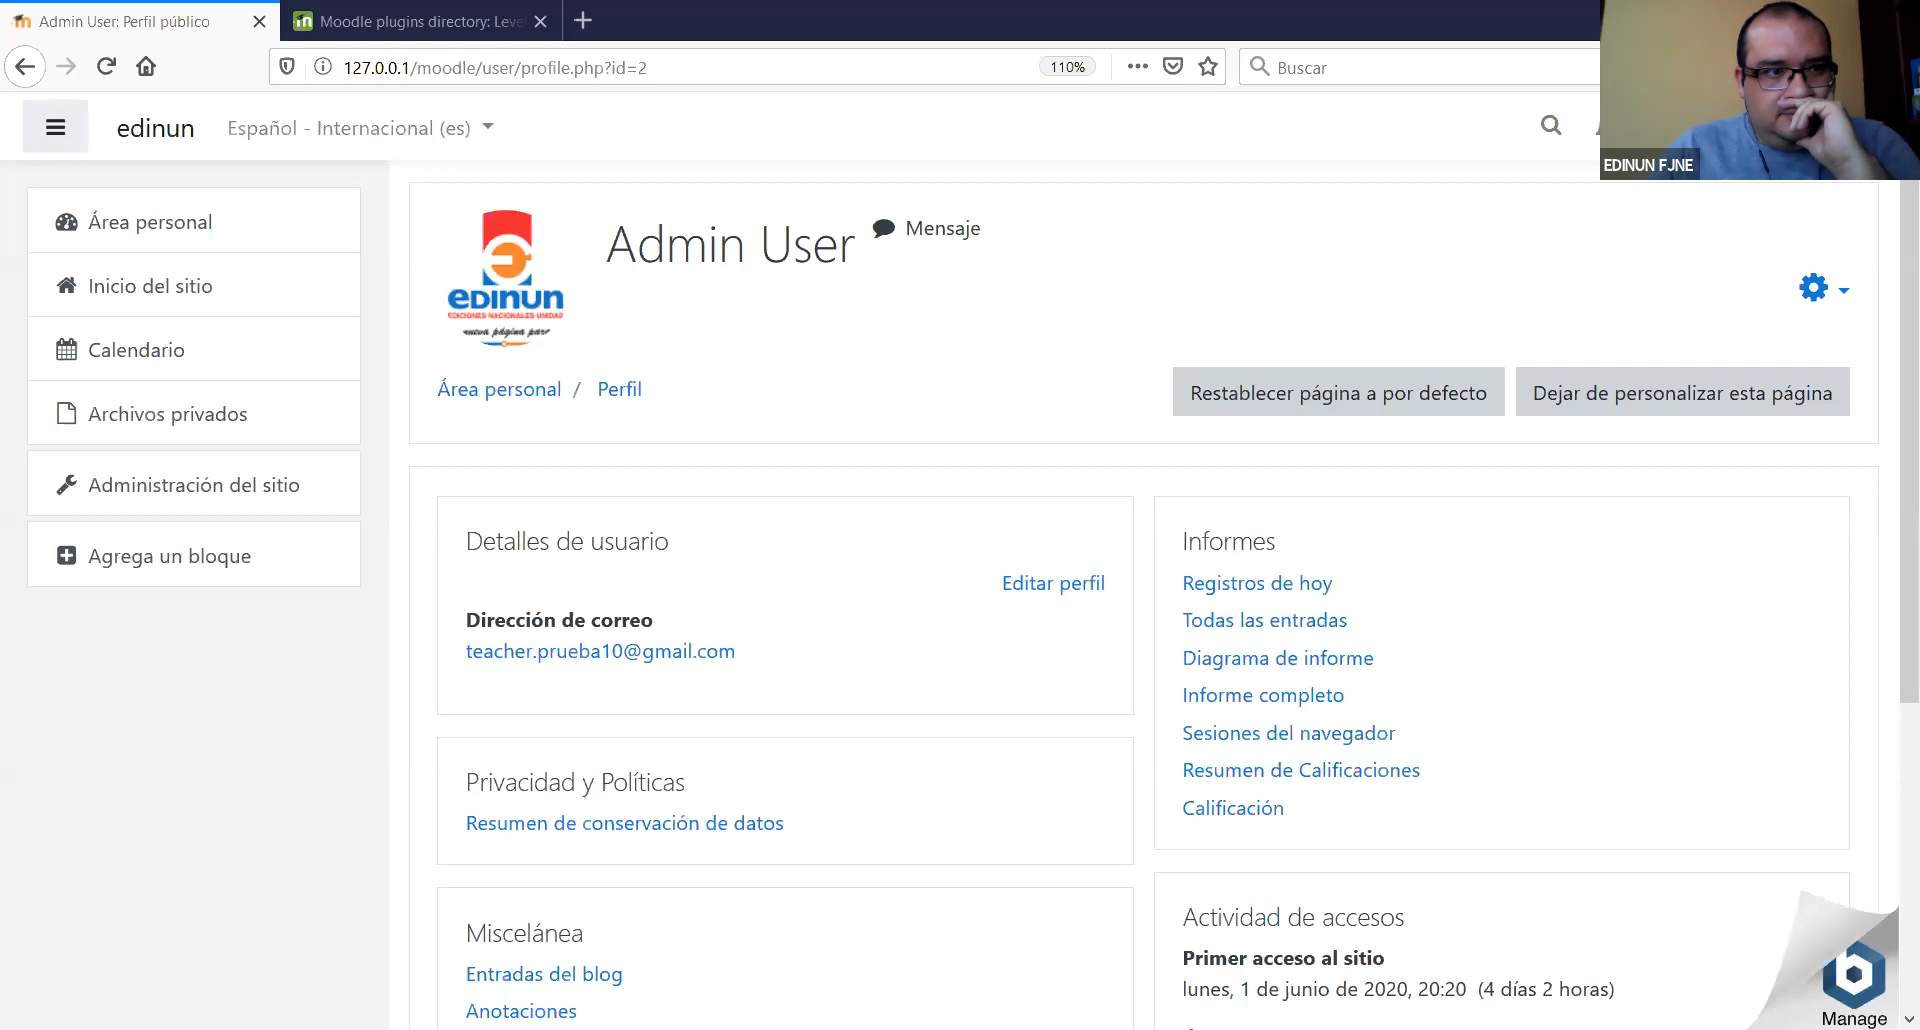 Admin User: Perfil público
Moodle plugins directory: Leve
127.0.0.1/moodle/user/profile.php?id=2
110%
Buscar
edinun
Español - Internacional (es)
EDINUN FJNE
Área personal
Inicio del sitio
Calendario
Archivos privados
Administración del sitio
Agrega un bloque
edinun
EDICIONES NACIONALES UNIDAS
nueva página para
Admin User
Mensaje
Área personal / Perfil
Restablecer página a por defecto
Dejar de personalizar esta página
Detalles de usuario
Editar perfil
Dirección de correo
teacher.prueba10@gmail.com
Privacidad y Políticas
Resumen de conservación de datos
Miscelánea
Entradas del blog
Anotaciones
Informes
Registros de hoy
Todas las entradas
Diagrama de informe
Informe completo
Sesiones del navegador
Resumen de Calificaciones
Calificación
Actividad de accesos
Primer acceso al sitio
lunes, 1 de junio de 2020, 20:20 (4 días 2 horas)
Manage